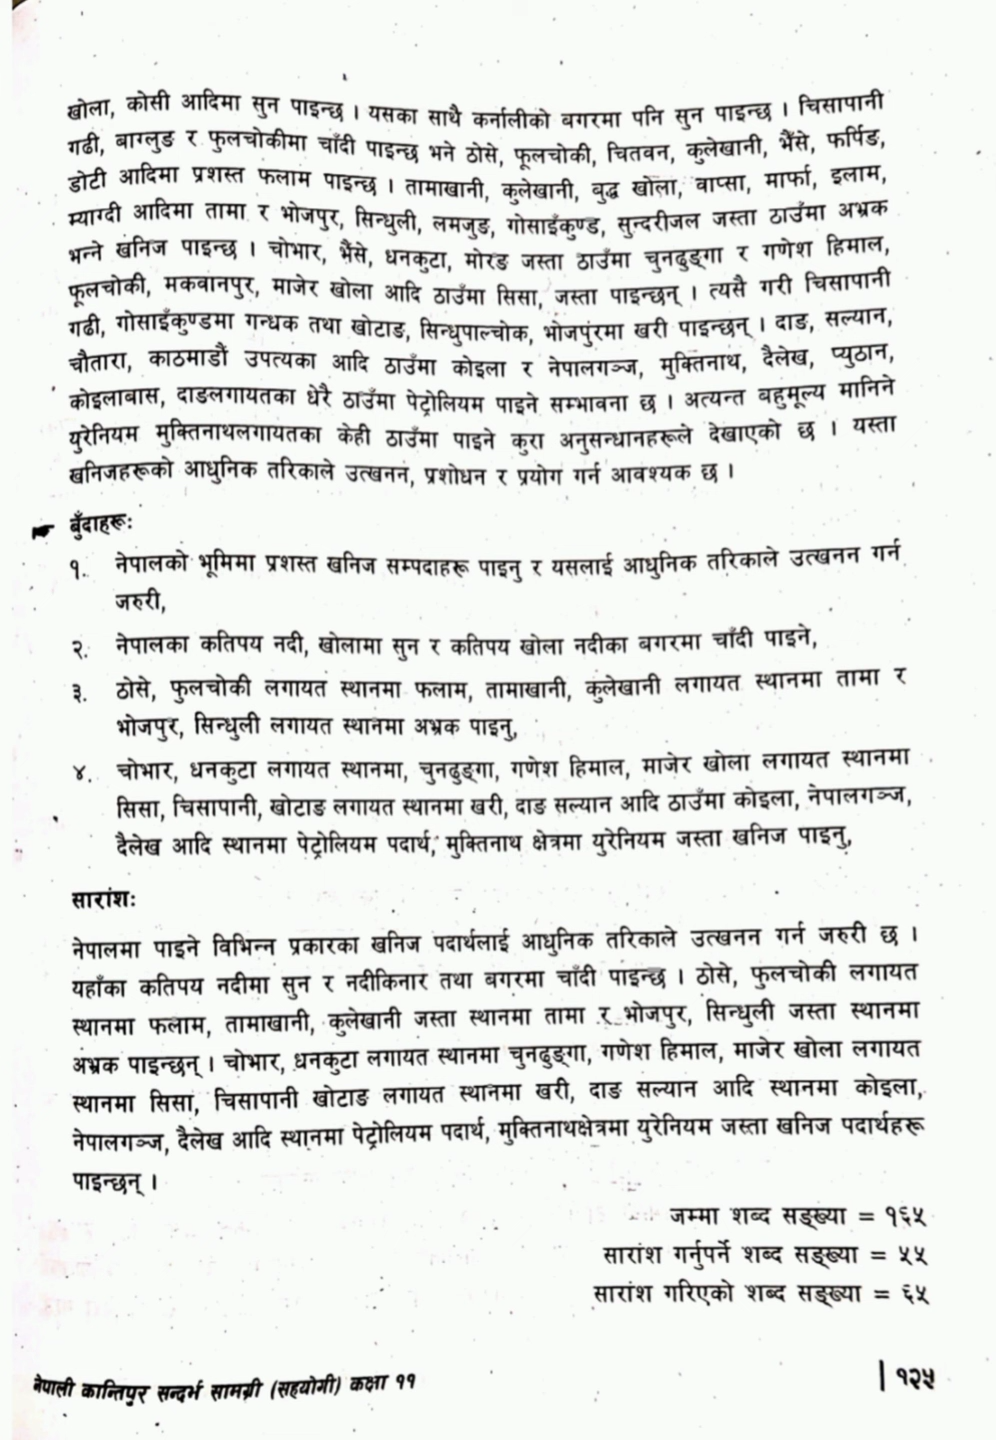 खोला, कोसी आदिमा सुन पाइन्छ । यसका साथै कर्नालीको बगरमा पनि सुन पाइन्छ । चिसापानी
गढी, बाग्लुङ र फुलचोकीमा चाँदी पाइन्छ भने ठोसे, फूलचोकी, चितवन, कुलेखानी, भैंसे, फर्पिङ,
डोटी आदिमा प्रशस्त फलाम पाइन्छ । तामाखानी, कुलेखानी, बुद्ध खोला, वाप्सा, मार्फा, इलाम,
म्याग्दी आदिमा तामा र भोजपुर, सिन्धुली, लमजुङ, गोसाइँकुण्ड, सुन्दरीजल जस्ता ठाउँमा अभ्रक
भन्ने खनिज पाइन्छ । चोभार, भैंसे, धनकुटा, मोरङ जस्ता ठाउँमा चुनढुङ्गा र गणेश हिमाल,
फूलचोकी, मकवानपुर, माजेर खोला आदि ठाउँमा सिसा, जस्ता पाइन्छन् । त्यसै गरी चिसापानी
गढी, गोसाइँकुण्डमा गन्धक तथा खोटाङ, सिन्धुपाल्चोक, भोजपुरमा खरी पाइन्छन् । दाङ, सल्यान,
चौतारा, काठमाडौं उपत्यका आदि ठाउँमा कोइला र नेपालगञ्ज, मुक्तिनाथ, दैलेख, प्युठान,
कोइलाबास, दाङलगायतका धेरै ठाउँमा पेट्रोलियम पाइने सम्भावना छ । अत्यन्त बहुमूल्य मानिने
युरेनियम मुक्तिनाथलगायतका केही ठाउँमा पाइने कुरा अनुसन्धानहरूले देखाएको छ । यस्ता
खनिजहरूको आधुनिक तरिकाले उत्खनन, प्रशोधन र प्रयोग गर्न आवश्यक छ ।
बुँदाहरूः
१. नेपालको भूमिमा प्रशस्त खनिज सम्पदाहरू पाइनु र यसलाई आधुनिक तरिकाले उत्खनन गर्न
जरुरी,
२. नेपालका कतिपय नदी, खोलामा सुन र कतिपय खोला नदीका बगरमा चाँदी पाइने,
३. ठोसे, फुलचोकी लगायत स्थानमा फलाम, तामाखानी, कुलेखानी लगायत स्थानमा तामा र
भोजपुर, सिन्धुली लगायत स्थानमा अभ्रक पाइनु,
४. चोभार, धनकुटा लगायत स्थानमा, चुनढुङ्गा, गणेश हिमाल, माजेर खोला लगायत स्थानमा
सिसा, चिसापानी, खोटाङ लगायत स्थानमा खरी, दाङ सल्यान आदि ठाउँमा कोइला, नेपालगञ्ज,
दैलेख आदि स्थानमा पेट्रोलियम पदार्थ, मुक्तिनाथ क्षेत्रमा युरेनियम जस्ता खनिज पाइनु,
सारांशः
नेपालमा पाइने विभिन्न प्रकारका खनिज पदार्थलाई आधुनिक तरिकाले उत्खनन गर्न जरुरी छ ।
यहाँका कतिपय नदीमा सुन र नदीकिनार तथा बगरमा चाँदी पाइन्छ । ठोसे, फुलचोकी लगायत
स्थानमा फलाम, तामाखानी, कुलेखानी जस्ता स्थानमा तामा र भोजपुर, सिन्धुली जस्ता स्थानमा
अभ्रक पाइन्छन् । चोभार, धनकुटा लगायत स्थानमा चुनढुङ्गा, गणेश हिमाल, माजेर खोला लगायत
स्थानमा सिसा, चिसापानी खोटाङ लगायत स्थानमा खरी, दाङ सल्यान आदि स्थानमा कोइला,
नेपालगञ्ज, दैलेख आदि स्थानमा पेट्रोलियम पदार्थ, मुक्तिनाथक्षेत्रमा युरेनियम जस्ता खनिज पदार्थहरू
पाइन्छन् ।
जम्मा शब्द सङ्ख्या = १६५
सारांश गर्नुपर्ने शब्द सङ्ख्या = ५५
सारांश गरिएको शब्द सङ्ख्या = ६५
नेपाली कान्तिपुर सन्दर्भ सामग्री (सहयोगी) कक्षा ११
| १२५